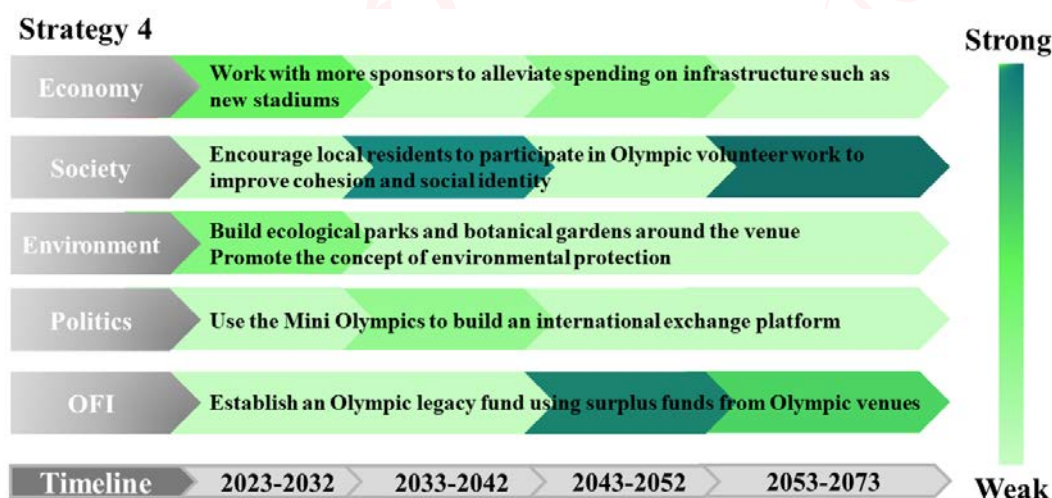 Strategy 4
Strong
Economy
Work with more sponsors to alleviate spending on infrastructure such as
new stadiums
Society
Encourage local residents to participate in Olympic volunteer work to
improve cohesion and social identity
Environment
Build ecological parks and botanical gardens around the venue
Promote the concept of environmental protection
Politics
Use the Mini Olympics to build an international exchange platform
OFI
Establish an Olympic legacy fund using surplus funds from Olympic venues
Timeline
2023-2032
2033-2042
2043-2052
2053-2073
Weak